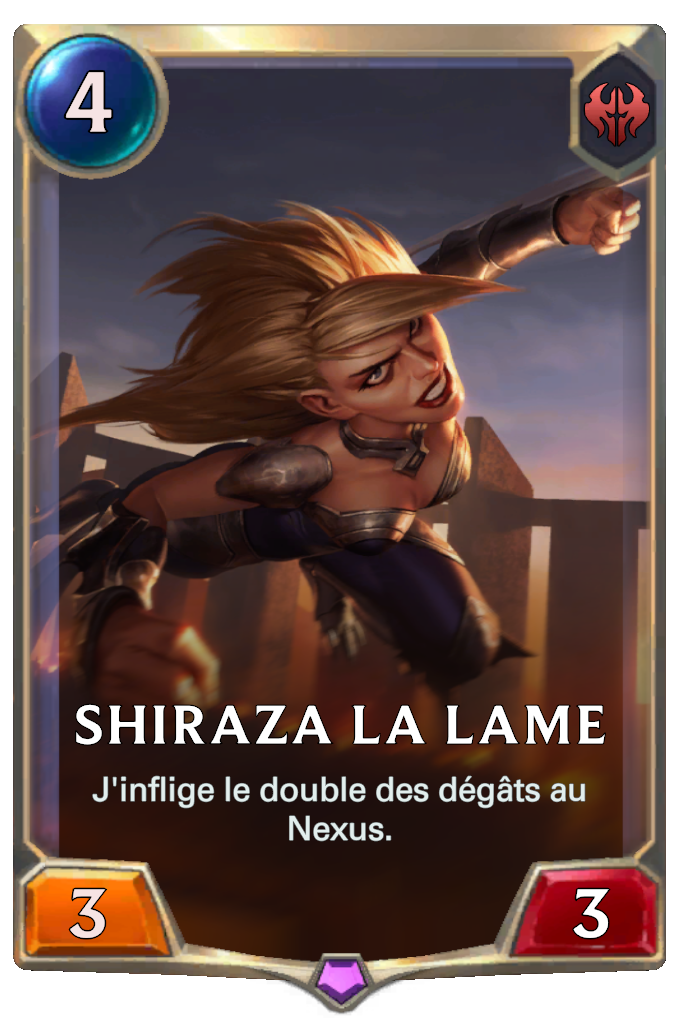 4
SHIRAZA LA LAME
J'inflige le double des dégâts au
Nexus.
3 3